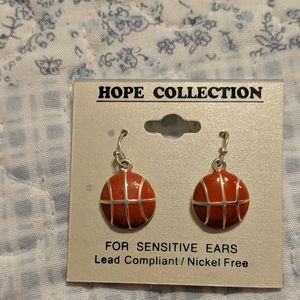 HOPE COLLECTION
FOR SENSITIVE EARS
Lead Compliant / Nickel Free